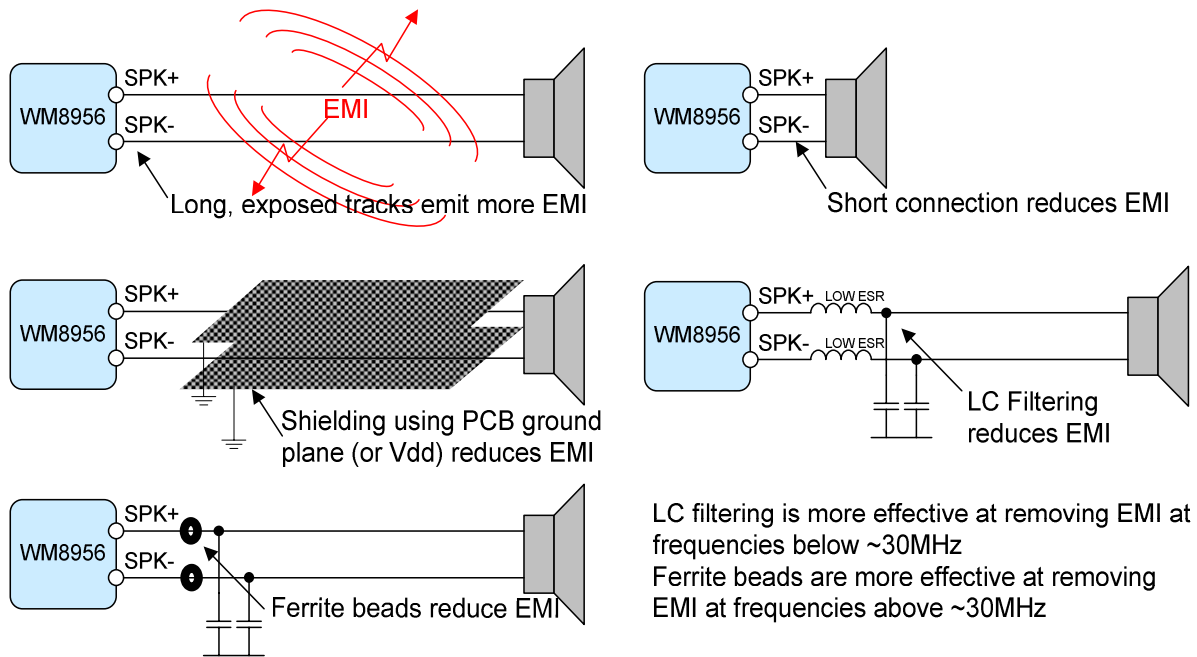 SPK+
WM8956
SPK-
EMI
Long, exposed tracks emit more EMI
SPK+
WM8956
SPK-
Short connection reduces EMI
SPK+
WM8956
SPK-
Shielding using PCB ground
plane (or Vdd) reduces EMI
SPK+
LOW ESR
WM8956
SPK-
LOW ESR
LC Filtering
reduces EMI
SPK+
WM8956
SPK-
Ferrite beads reduce EMI
LC filtering is more effective at removing EMI at
frequencies below ~30MHz
Ferrite beads are more effective at removing
EMI at frequencies above ~30MHz